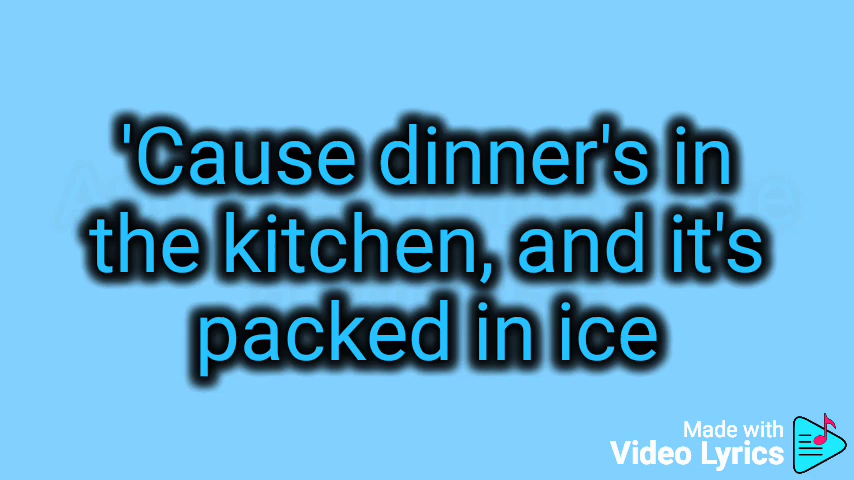 'Cause dinner's in
the kitchen, and it's
packed in ice
Made with
Video Lyrics